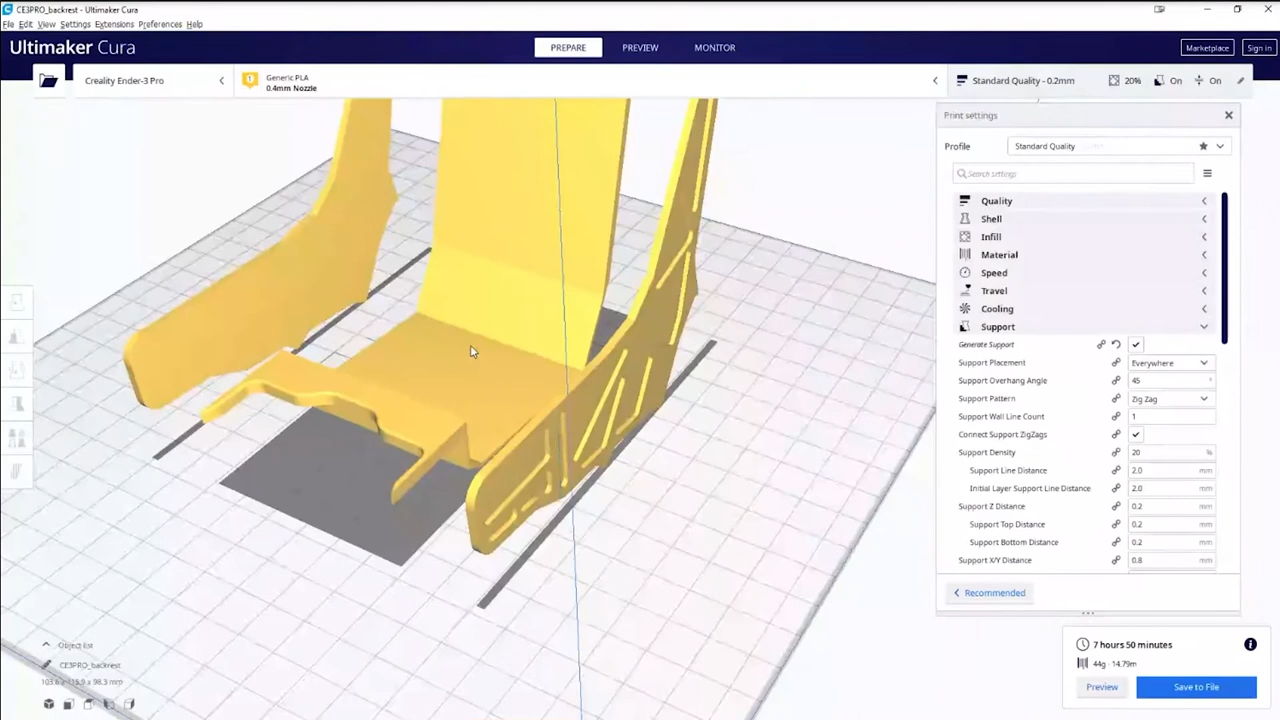 CE3PRO_backrest - Ultimaker Cura
File Edit View Settings Extensions Preferences Help
Ultimaker Cura
PREPARE PREVIEW MONITOR
Marketplace Sign in
Creality Ender-3 Pro
Generic PLA
0.4mm Nozzle
Standard Quality - 0.2mm 20% On On
Print settings
Profile Standard Quality
Search settings
Quality
Shell
Infill
Material
Speed
Travel
Cooling
Support
Generate Support
Support Placement Everywhere
Support Overhang Angle 45 °
Support Pattern Zig Zag
Support Wall Line Count 1
Connect Support ZigZags
Support Density 20 %
Support Line Distance 2.0 mm
Initial Layer Support Line Distance 2.0 mm
Support Z Distance 0.2 mm
Support Top Distance 0.2 mm
Support Bottom Distance 0.2 mm
Support X/Y Distance 0.8 mm
Recommended
Object list
CE3PRO_backrest
7 hours 50 minutes
44g · 14.79m
Preview Save to File